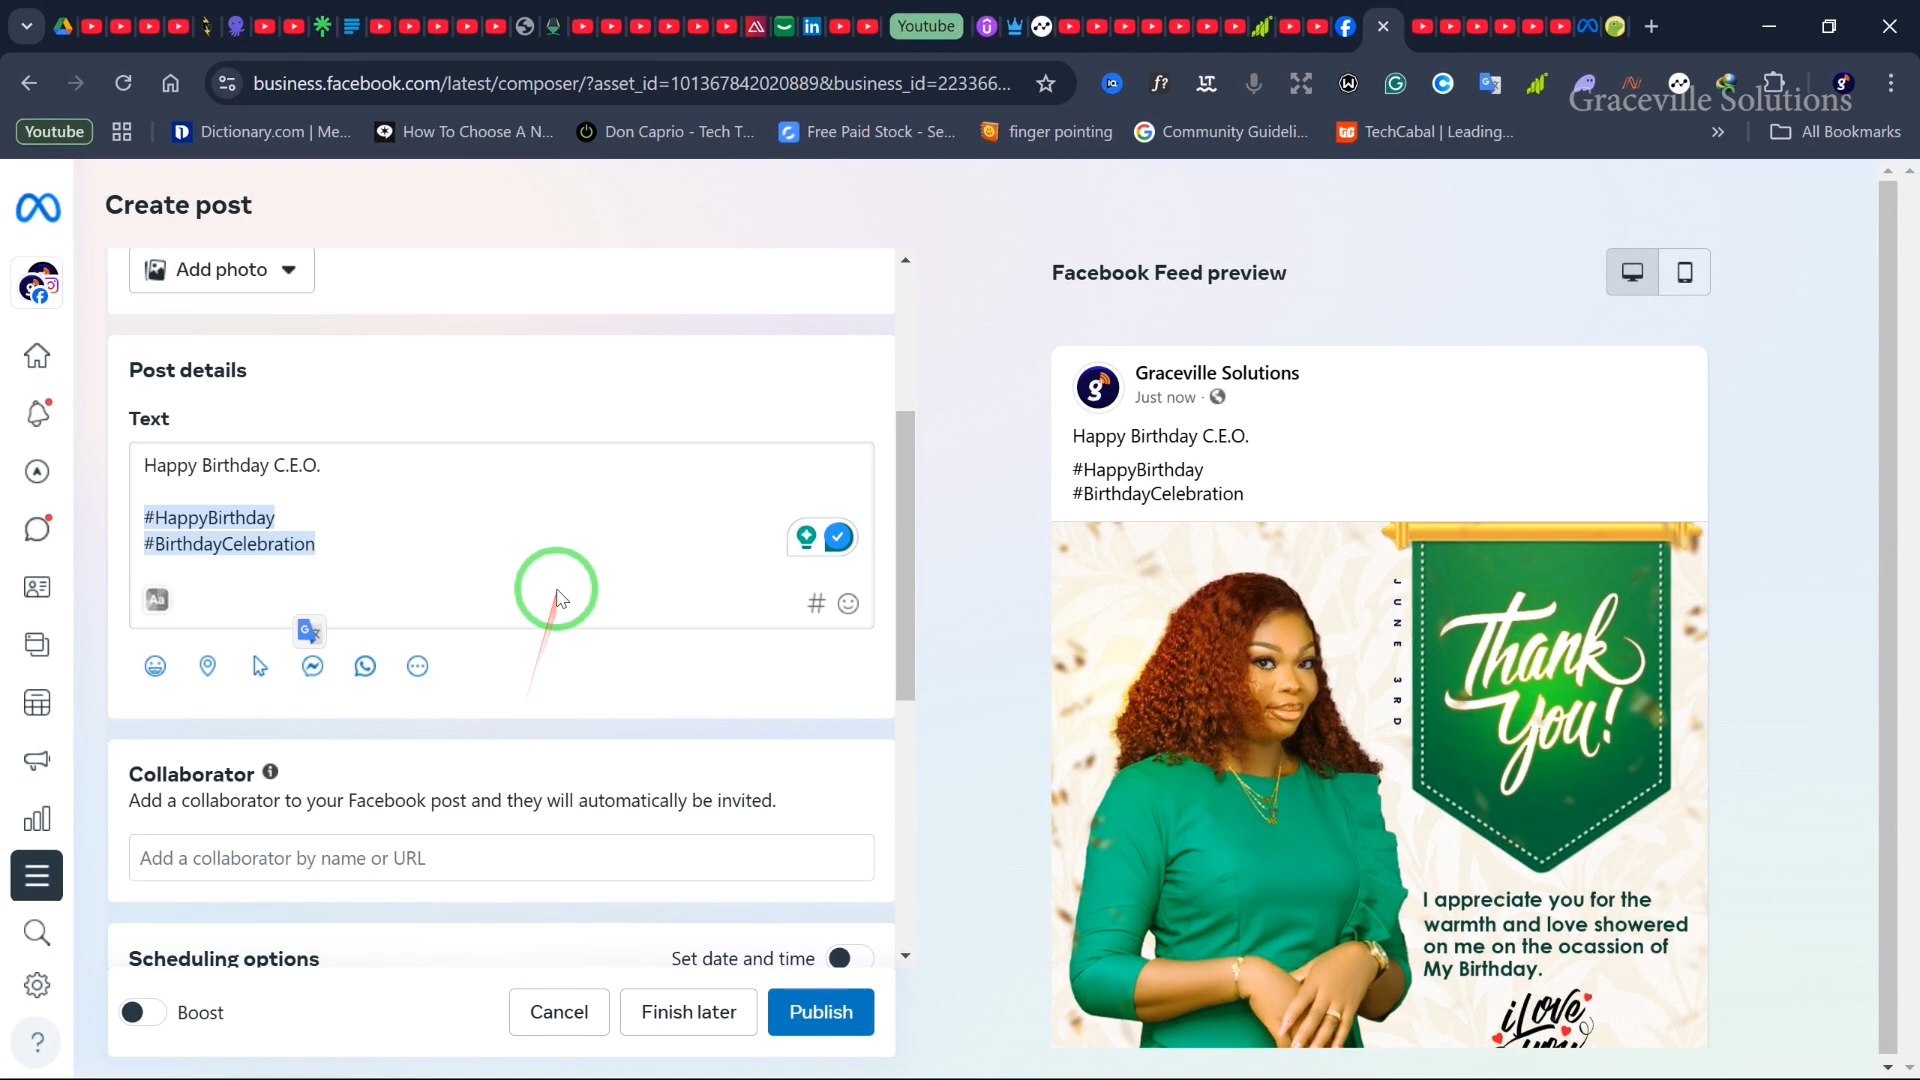 Youtube
business.facebook.com/latest/composer/?asset_id=101367842020889&business_id=223366...
Graceville Solutions
Youtube
Dictionary.com | Me...
How To Choose A N...
Don Caprio - Tech T...
Free Paid Stock - Se...
finger pointing
Community Guideli...
TechCabal | Leading...
»
All Bookmarks
Create post
Add photo
Post details
Text
Happy Birthday C.E.O.
#HappyBirthday
#BirthdayCelebration
Aa
#
Collaborator
Add a collaborator to your Facebook post and they will automatically be invited.
Add a collaborator by name or URL
Scheduling options
Set date and time
Boost
Cancel
Finish later
Publish
Facebook Feed preview
Graceville Solutions
Just now ·
Happy Birthday C.E.O.
#HappyBirthday
#BirthdayCelebration
JUNE 3RD
Thank
You!
I appreciate you for the
warmth and love showered
on me on the ocassion of
My Birthday.
iLove
you